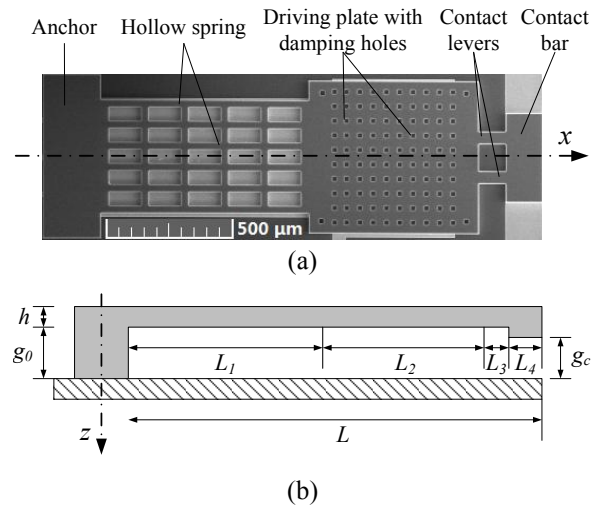 Anchor
Hollow spring
Driving plate with
damping holes
Contact
levers
Contact
bar
x
500 µm
(a)
h
g0
L1
L2
L3
L4
gc
L
z
(b)